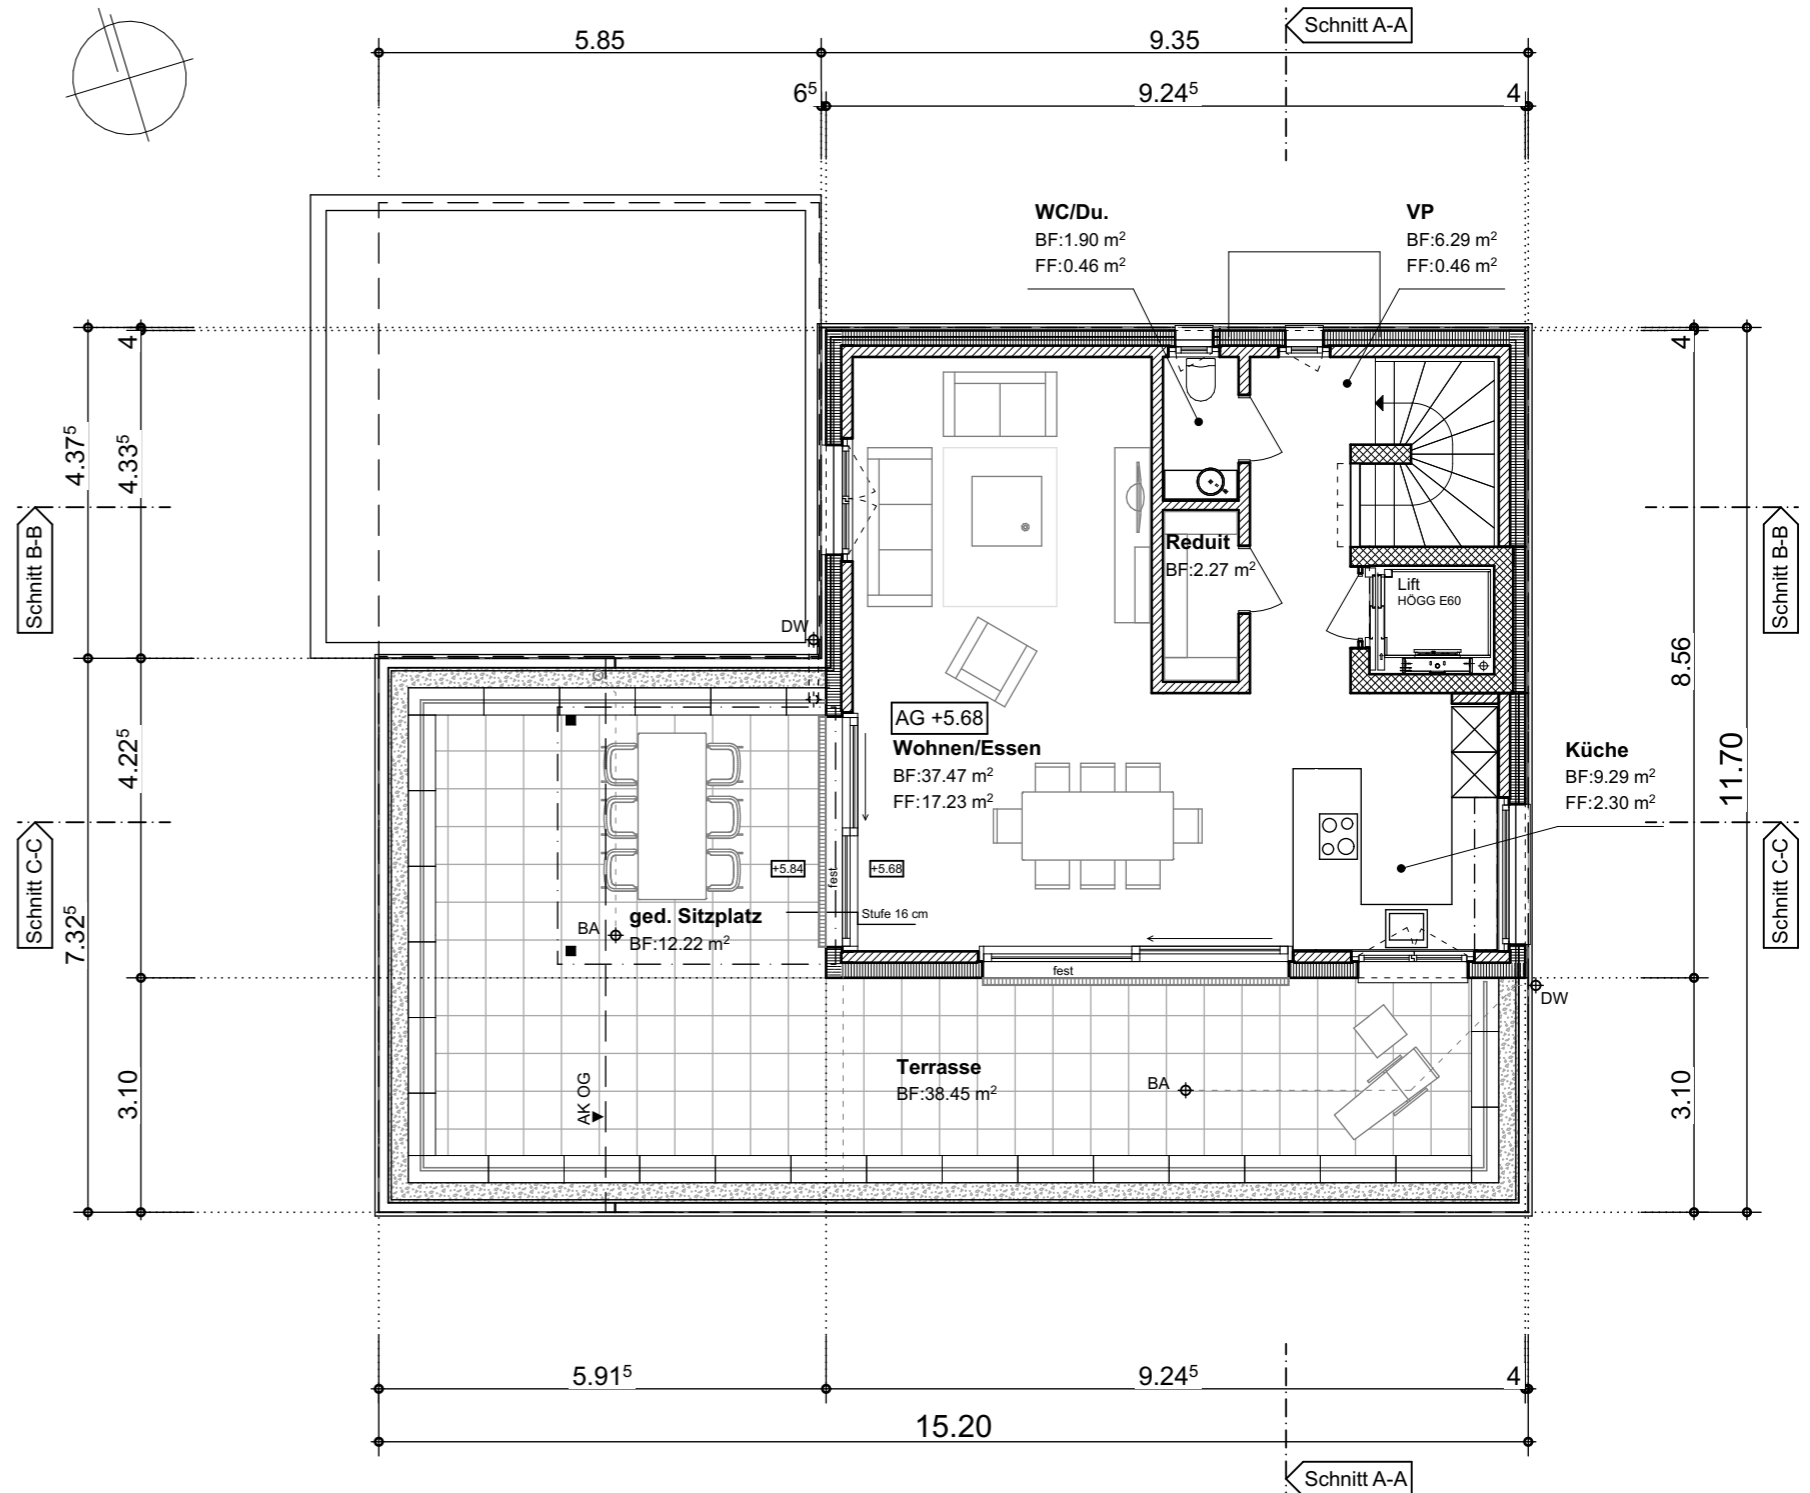 Schnitt A-A
5.85
9.35
6⁵
9.24⁵
4
WC/Du.
BF:1.90 m²
FF:0.46 m²
VP
BF:6.29 m²
FF:0.46 m²
4
4
4.37⁵
4.33⁵
Schnitt B-B
Schnitt B-B
Reduit
BF:2.27 m²
Lift
HÖGG E60
DW
8.56
AG +5.68
Wohnen/Essen
BF:37.47 m²
FF:17.23 m²
Küche
BF:9.29 m²
FF:2.30 m²
4.22⁵
11.70
Schnitt C-C
Schnitt C-C
7.32⁵
+5.84
fest
+5.68
Stufe 16 cm
ged. Sitzplatz
BA
BF:12.22 m²
fest
DW
Terrasse
BF:38.45 m²
BA
AK OG
3.10
3.10
5.91⁵
9.24⁵
4
15.20
Schnitt A-A